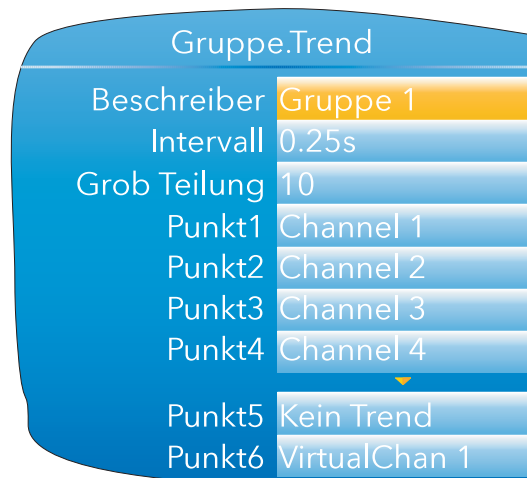 Gruppe.Trend
Beschreiber Gruppe 1
Intervall 0.25s
Grob Teilung 10
Punkt1 Channel 1
Punkt2 Channel 2
Punkt3 Channel 3
Punkt4 Channel 4
Punkt5 Kein Trend
Punkt6 VirtualChan 1